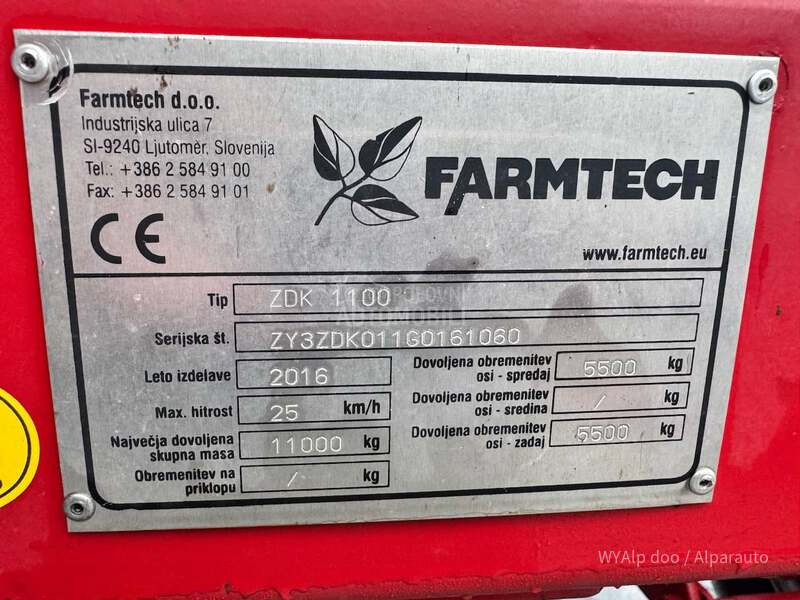 Farmtech d.o.o.
Industrijska ulica 7
SI-9240 Ljutomer, Slovenija
Tel.: +386 2 584 91 00
Fax: +386 2 584 91 01
CE
FARMTECH
www.farmtech.eu
Tip ZDK 1100
POLOVNI
AUTOMOBILI
Serijska št. ZY3ZDK011G0161060
Leto izdelave 2016
Dovoljena obremenitev
osi - spredaj 5500 kg
Max. hitrost 25 km/h
Dovoljena obremenitev
osi - sredina / kg
Največja dovoljena
skupna masa 11000 kg
Dovoljena obremenitev
osi - zadaj 5500 kg
Obremenitev na
priklopu / kg
WYAlp doo / Alparauto